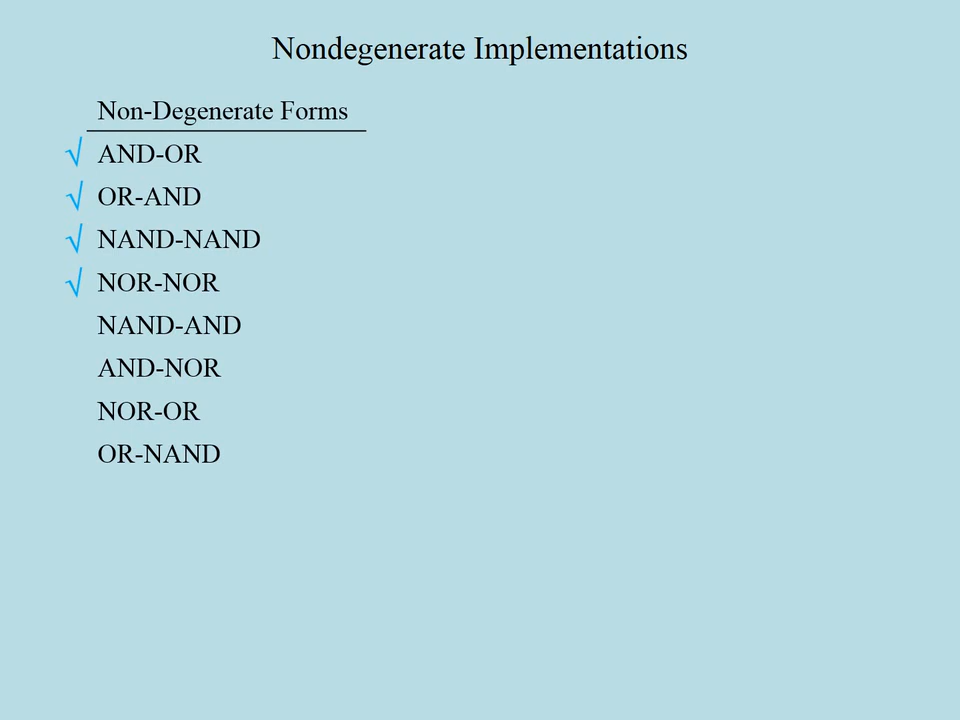 Nondegenerate Implementations
Non-Degenerate Forms
√ AND-OR
√ OR-AND
√ NAND-NAND
√ NOR-NOR
NAND-AND
AND-NOR
NOR-OR
OR-NAND